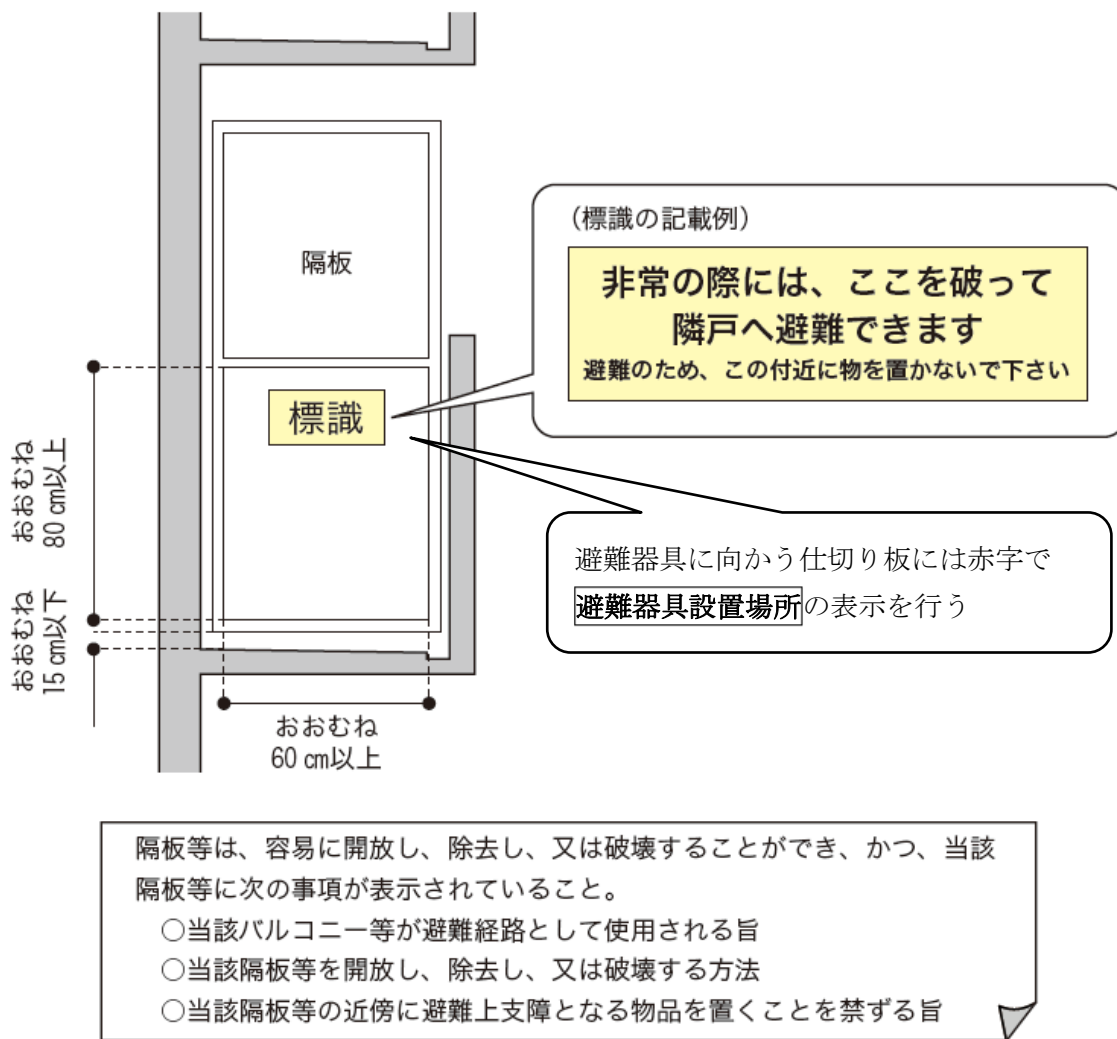 隔板
標識
おおむね
80㎝以上
おおむね
15㎝以下
おおむね
60㎝以上
（標識の記載例）
非常の際には、ここを破って
隣戸へ避難できます
避難のため、この付近に物を置かないで下さい
避難器具に向かう仕切り板には赤字で
避難器具設置場所の表示を行う
隔板等は、容易に開放し、除去し、又は破壊することができ、かつ、当該
隔板等に次の事項が表示されていること。
○当該バルコニー等が避難経路として使用される旨
○当該隔板等を開放し、除去し、又は破壊する方法
○当該隔板等の近傍に避難上支障となる物品を置くことを禁ずる旨